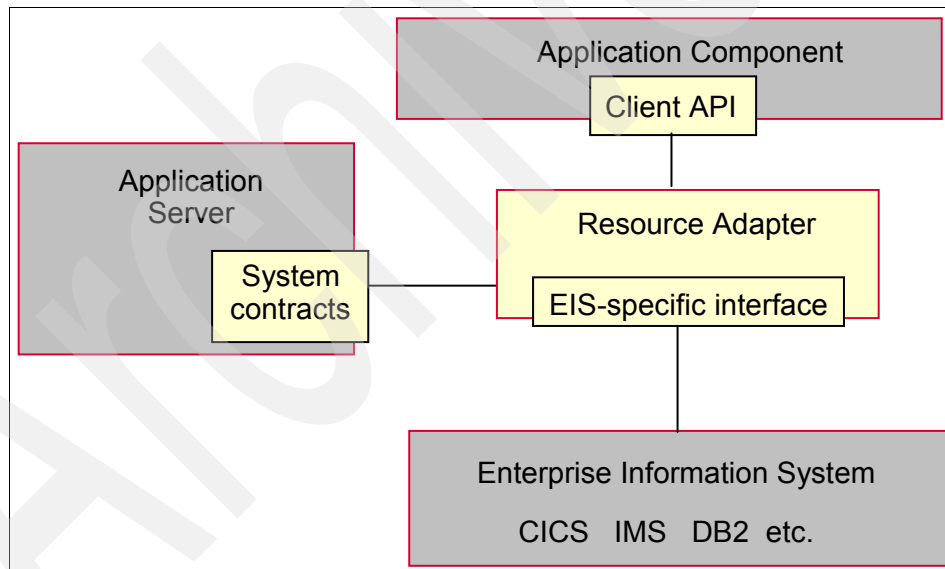 Application Component
Client API
Application
Server
System
contracts
Resource Adapter
EIS-specific interface
Enterprise Information System
CICS IMS DB2 etc.
Archive